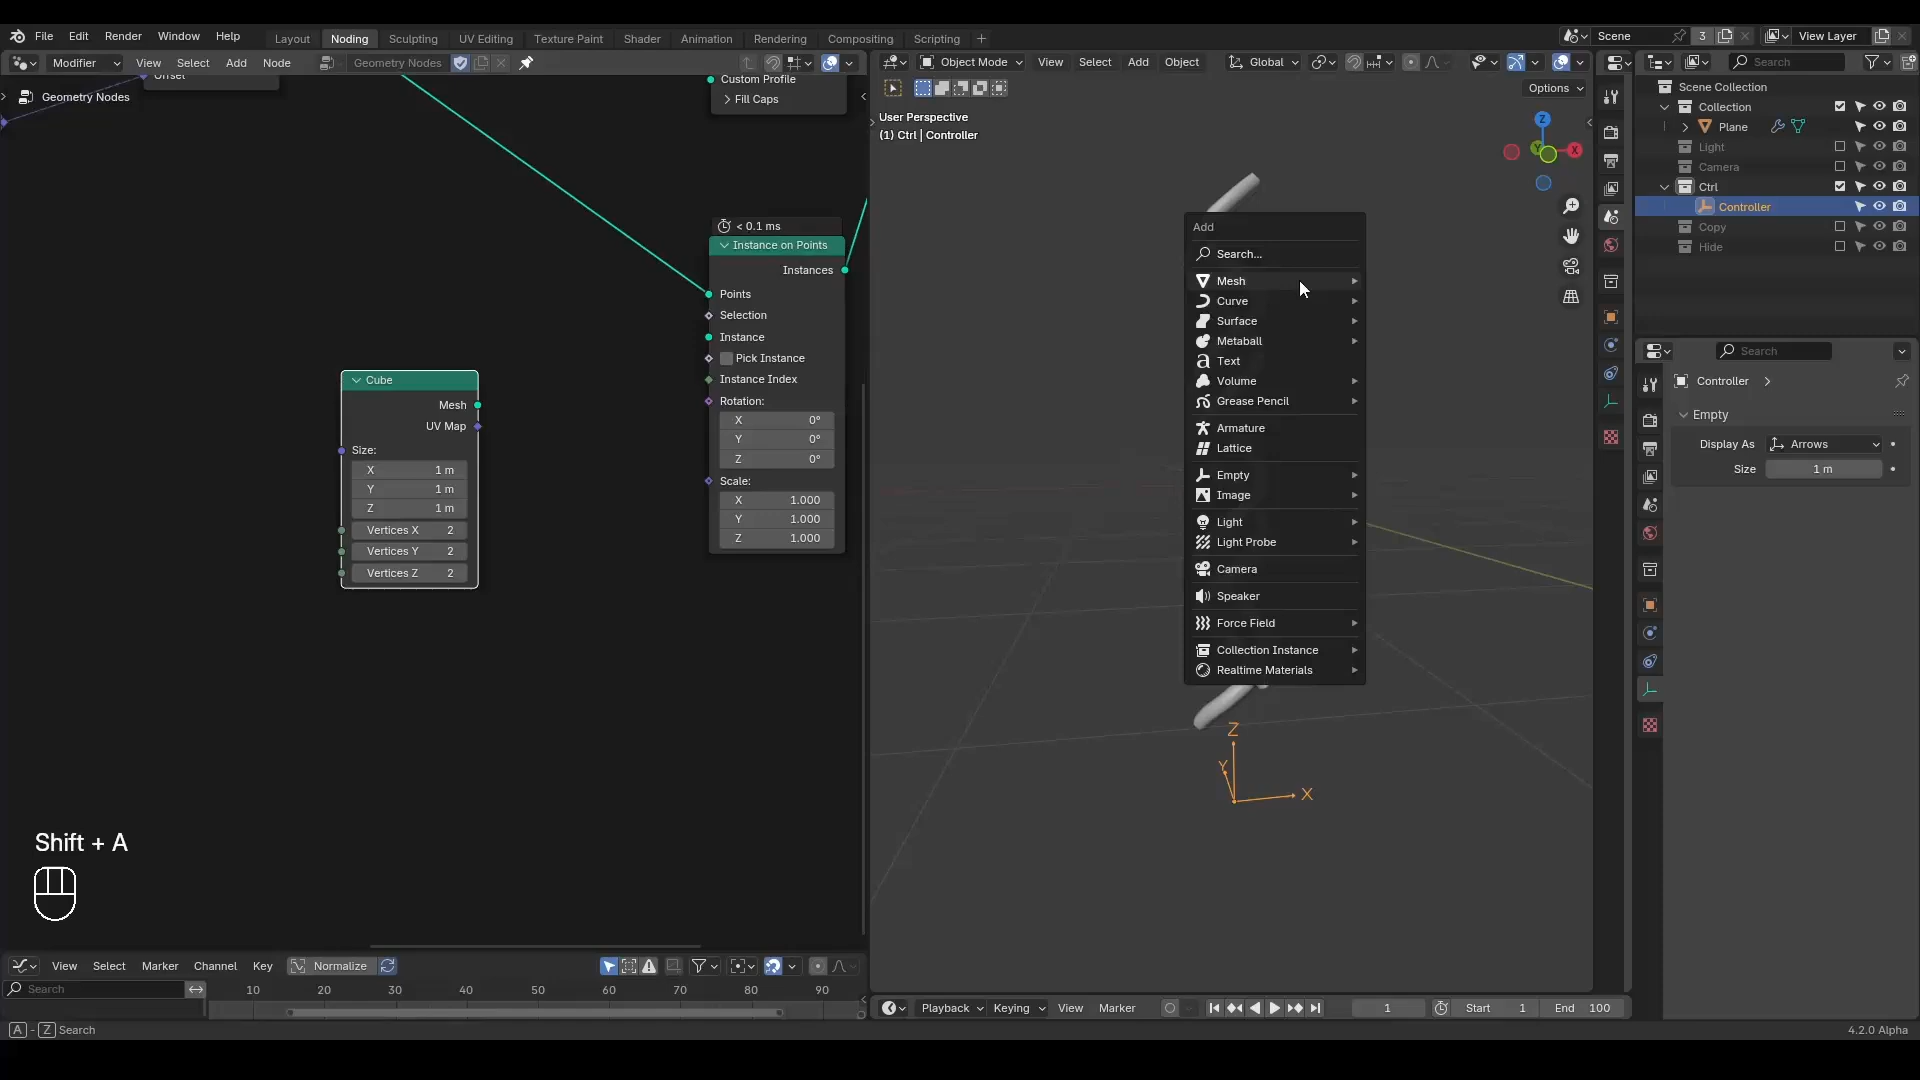 File Edit Render Window Help Layout Noding Sculpting UV Editing Texture Paint Shader Animation Rendering Compositing Scripting Scene 3 View Layer
Modifier View Select Add Node Geometry Nodes
Object Mode View Select Add Object Global
Search
Options
Offset
Geometry Nodes
Custom Profile
Fill Caps
< 0.1 ms
Instance on Points
Instances
Points
Selection
Instance
Pick Instance
Instance Index
Rotation:
X 0°
Y 0°
Z 0°
Scale:
X 1.000
Y 1.000
Z 1.000
Cube
Mesh
UV Map
Size:
X 1 m
Y 1 m
Z 1 m
Vertices X 2
Vertices Y 2
Vertices Z 2
Shift + A
User Perspective
(1) Ctrl | Controller
Z
X
Y
Add
Search...
Mesh
Curve
Surface
Metaball
Text
Volume
Grease Pencil
Armature
Lattice
Empty
Image
Light
Light Probe
Camera
Speaker
Force Field
Collection Instance
Realtime Materials
Z
Y
X
Scene Collection
Collection
Plane
Light
Camera
Ctrl
Controller
Copy
Hide
Search
Controller
Empty
Display As Arrows
Size 1 m
View Select Marker Channel Key Normalize
Search
10 20 30 40 50 60 70 80 90
Playback Keying View Marker 1 Start 1 End 100
A - Z Search
4.2.0 Alpha